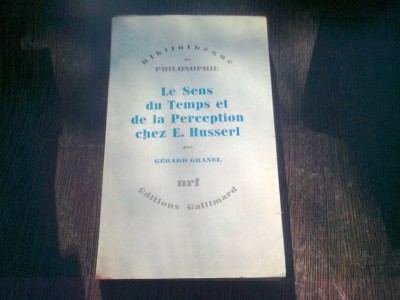 Bibliothèque
de
PHILOSOPHIE
Le Sens
du Temps et
de la Perception
chez E. Husserl
par
GÉRARD GRANEL
nrf
Éditions Gallimard